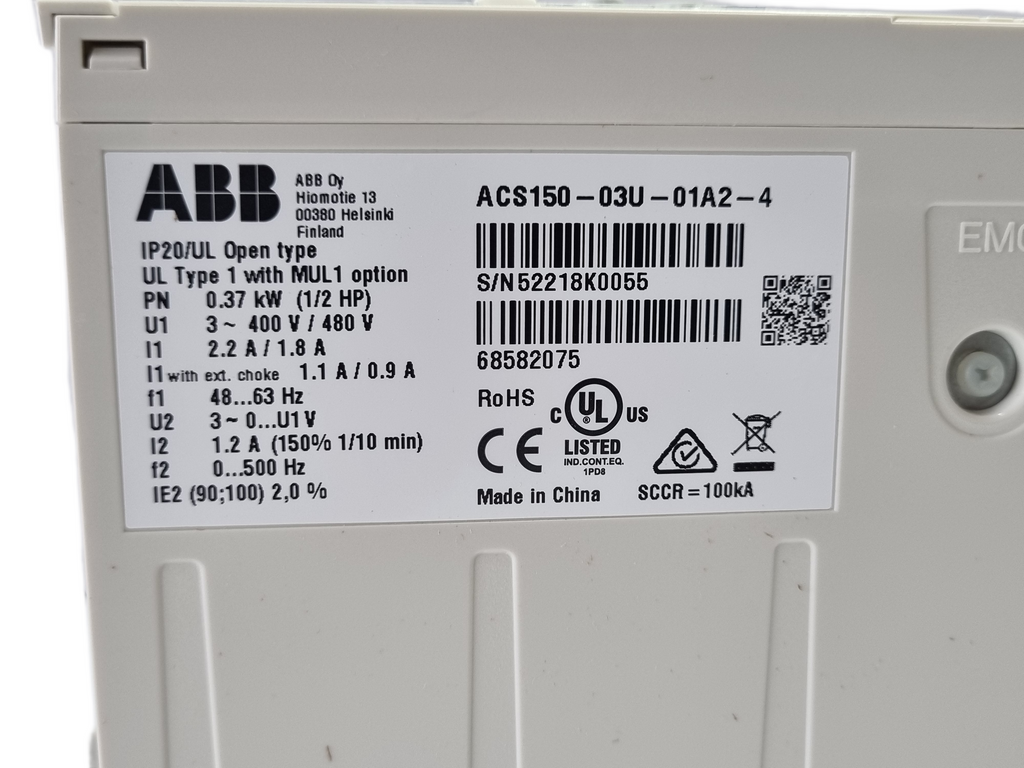 ABB
ABB Oy
Hiomotie 13
00380 Helsinki
Finland
IP20/UL Open type
UL Type 1 with MUL1 option
PN 0.37 kW (1/2 HP)
U1 3~ 400 V / 480 V
I1 2.2 A / 1.8 A
I1 with ext. choke 1.1 A / 0.9 A
f1 48...63 Hz
U2 3~ 0...U1 V
I2 1.2 A (150% 1/10 min)
f2 0...500 Hz
IE2 (90;100) 2,0 %
ACS150-03U-01A2-4
S/N 52218K0055
68582075
RoHS
C UL US
® 
LISTED
IND.CONT.EQ.
1PD8
CE
Made in China
SCCR = 100kA
EMC